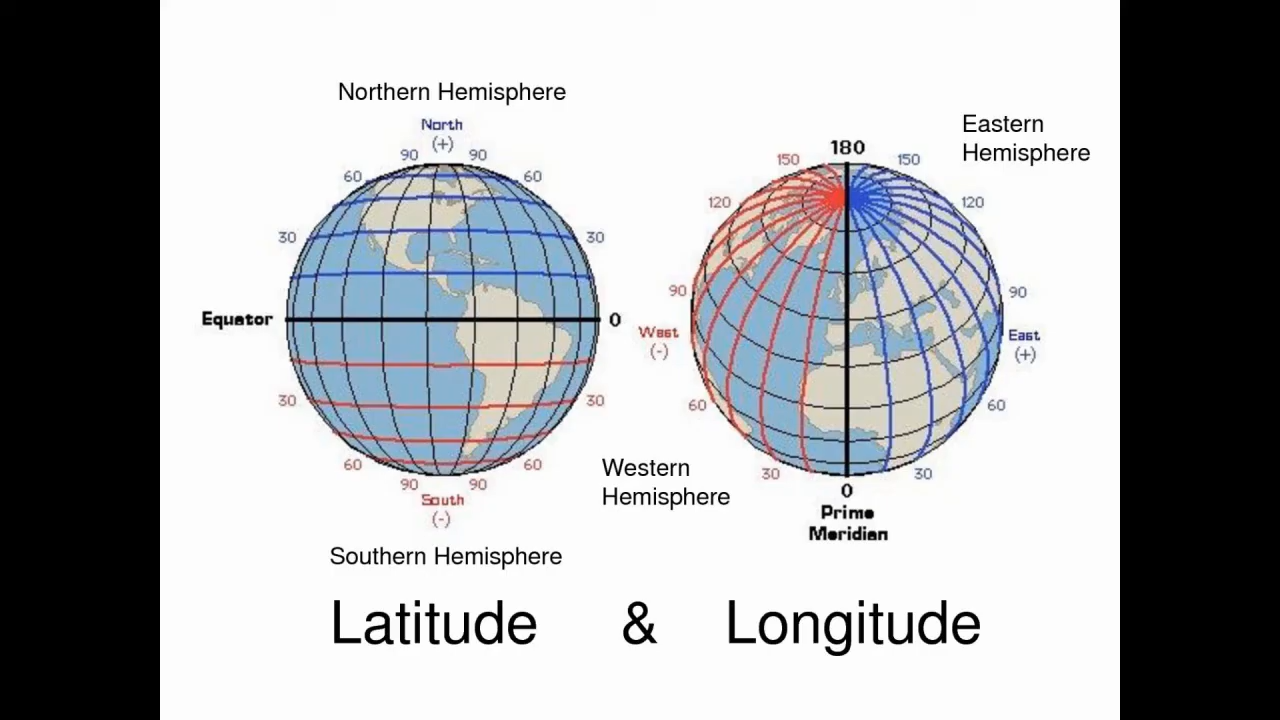 Northern Hemisphere
North
(+)
90 90
60 60
30 30
Equator 0
30 30
60 60
90 90
South
(-)
Southern Hemisphere
Eastern
Hemisphere
180
150 150
120 120
90 90
West East
(-) (+)
60 60
30 30
0
Prime
Meridian
Western
Hemisphere
Latitude & Longitude